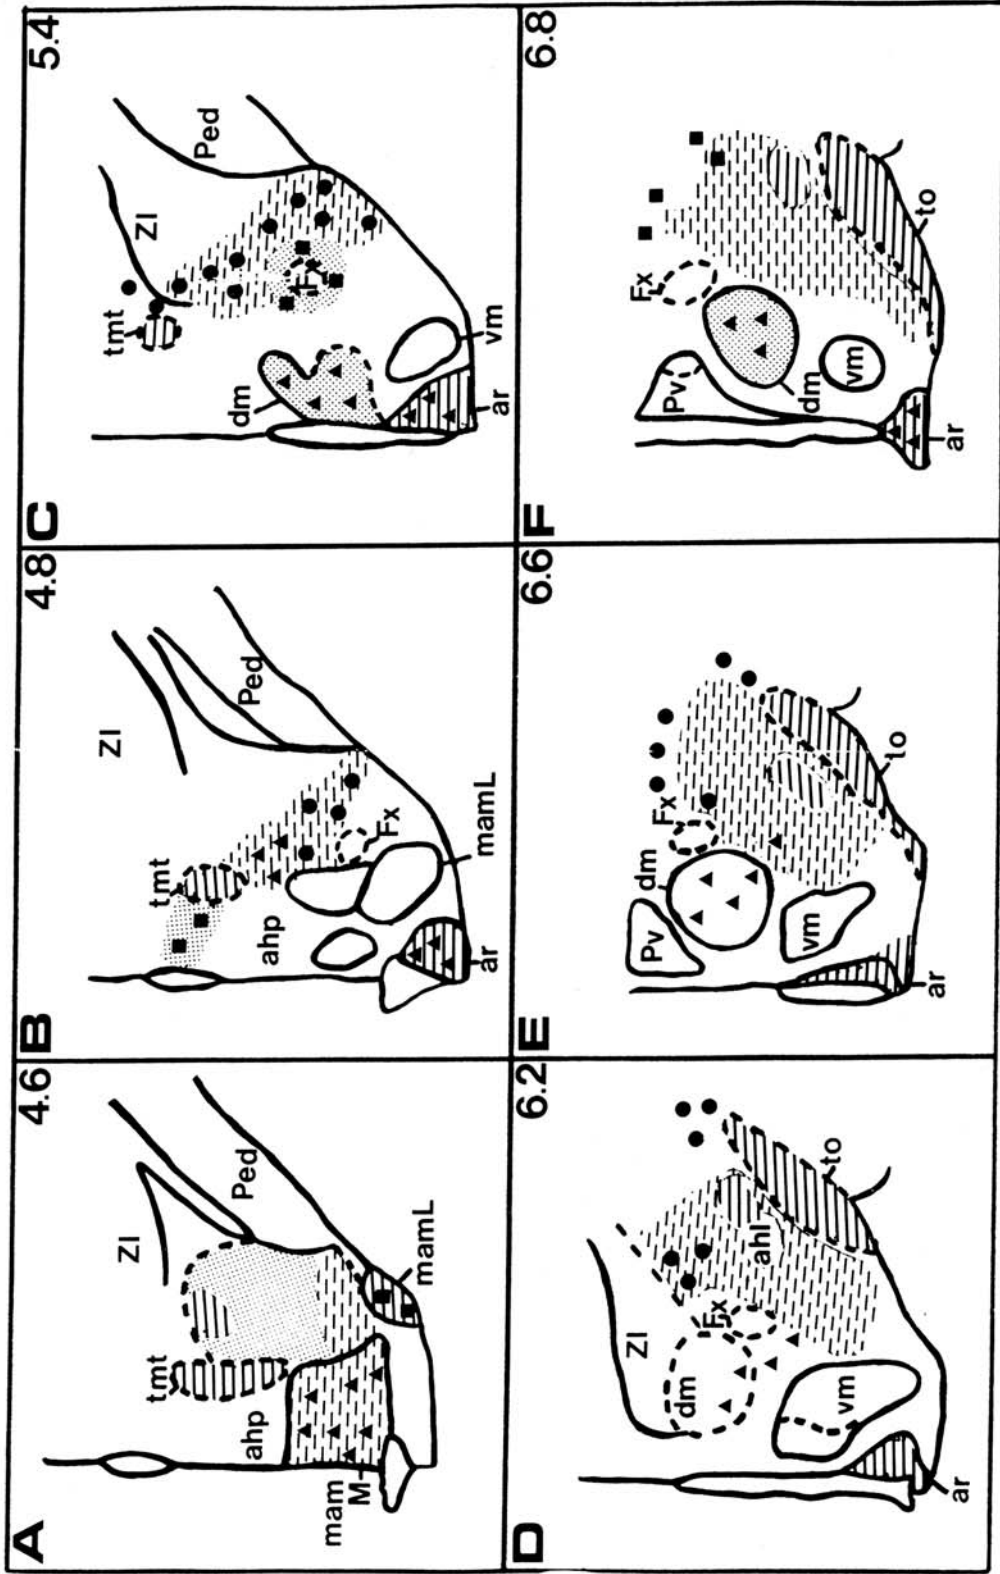 A
4.6
ZI
tmt
Ped
ahp
mam
M
mamL
B
4.8
ZI
tmt
Ped
ahp
Fx
mamL
ar
C
5.4
ZI
tmt
Ped
dm
Fx
vm
ar
D
6.2
ZI
dm
Fx
ahl
to
vm
ar
E
6.6
Pv
dm
Fx
to
vm
ar
F
6.8
Pv
Fx
dm
vm
to
ar